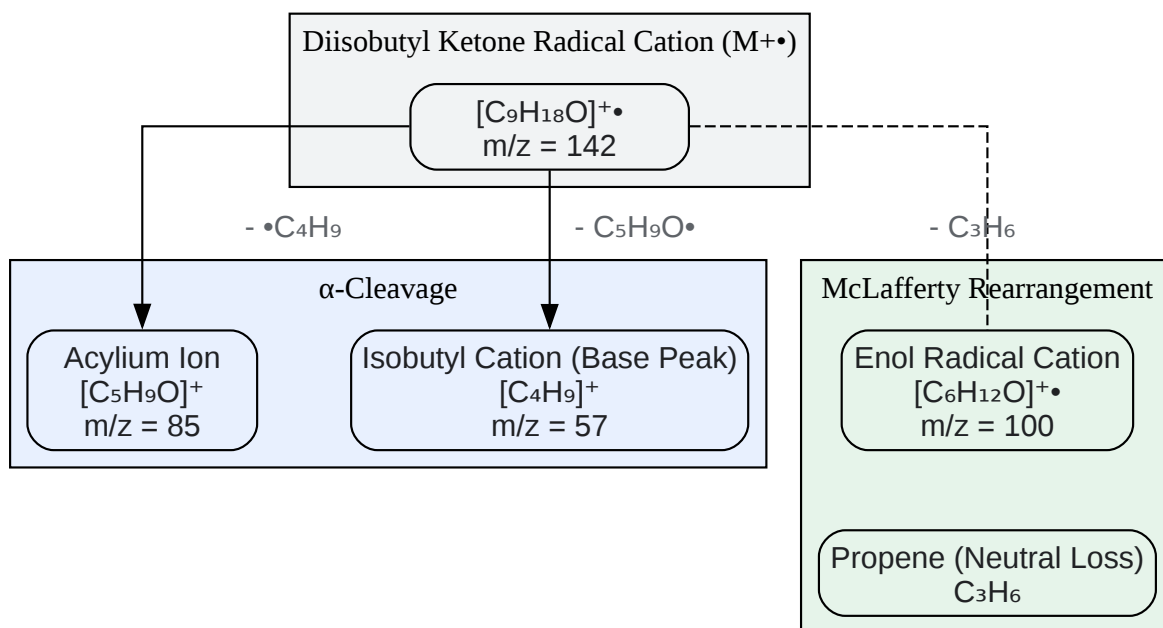 Diisobutyl Ketone Radical Cation (M+•)
[C₉H₁₈O]⁺•
m/z = 142
- •C₄H₉
- C₅H₉O•
- C₃H₆
α-Cleavage
McLafferty Rearrangement
Acylium Ion
[C₅H₉O]⁺
m/z = 85
Isobutyl Cation (Base Peak)
[C₄H₉]⁺
m/z = 57
Enol Radical Cation
[C₆H₁₂O]⁺•
m/z = 100
Propene (Neutral Loss)
C₃H₆